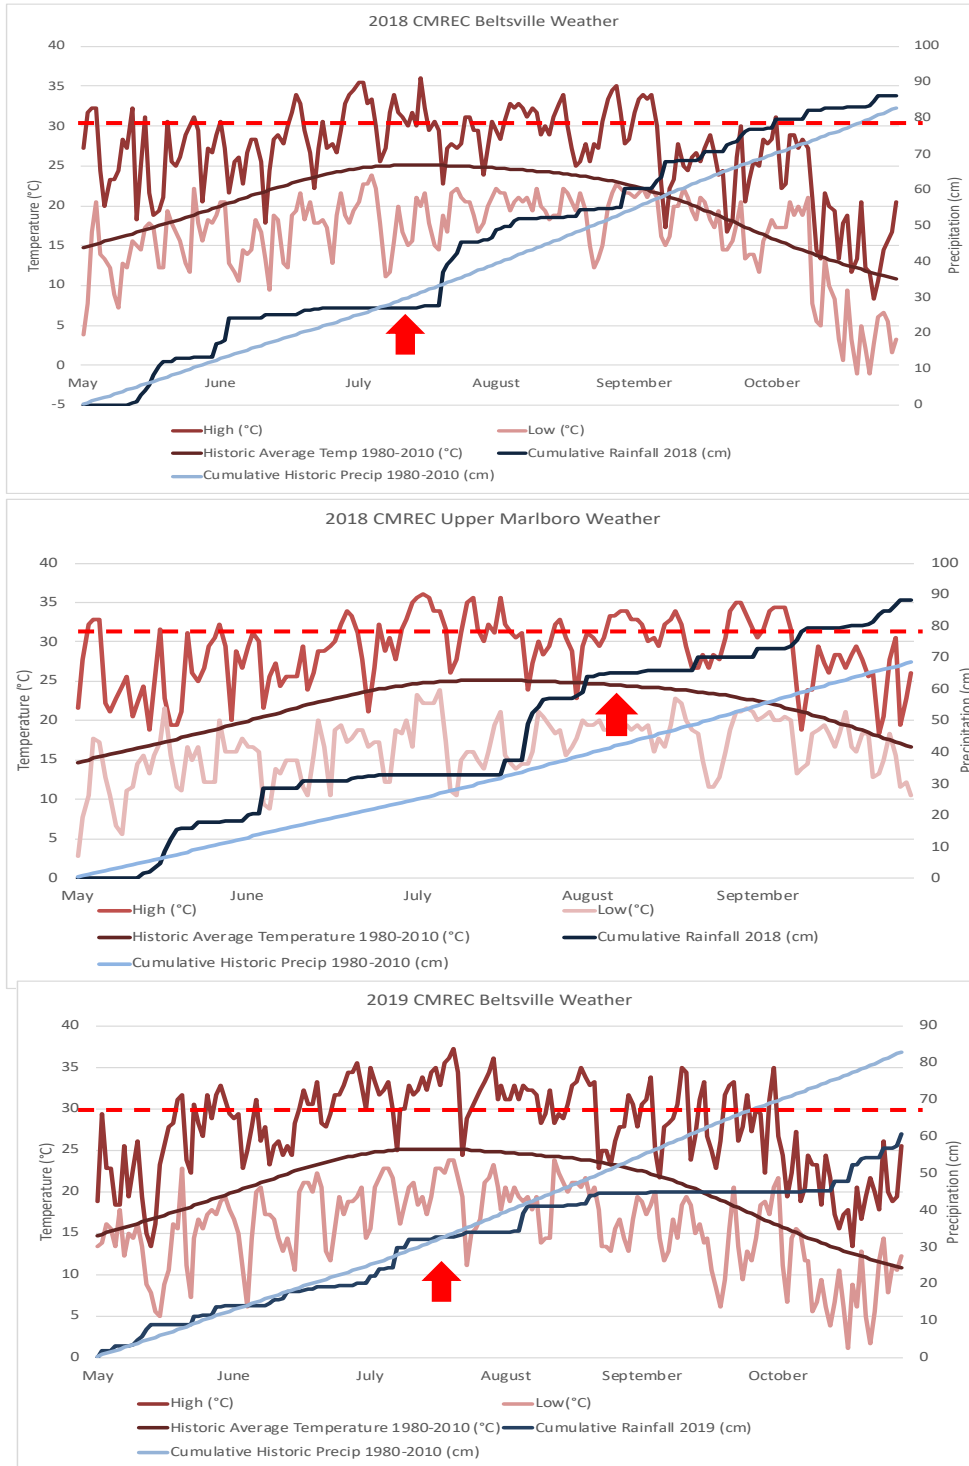 2018 CMREC Beltsville Weather
40
35
30
25
20
15
10
5
0
-5
Temperature (°C)
100
90
80
70
60
50
40
30
20
10
0
Precipitation (cm)
May June July August September October
High (°C) Low (°C)
Historic Average Temp 1980-2010 (°C) Cumulative Rainfall 2018 (cm)
Cumulative Historic Precip 1980-2010 (cm)
2018 CMREC Upper Marlboro Weather
40
35
30
25
20
15
10
5
0
Temperature (°C)
100
90
80
70
60
50
40
30
20
10
0
Precipitation (cm)
May June July August September
High (°C) Low(°C)
Historic Average Temperature 1980-2010 (°C) Cumulative Rainfall 2018 (cm)
Cumulative Historic Precip 1980-2010 (cm)
2019 CMREC Beltsville Weather
40
35
30
25
20
15
10
5
0
Temperature (°C)
90
80
70
60
50
40
30
20
10
0
Precipiration (cm)
May June July August September October
High (°C) Low(°C)
Historic Average Temperature 1980-2010 (°C) Cumulative Rainfall 2019 (cm)
Cumulative Historic Precip 1980-2010 (cm)